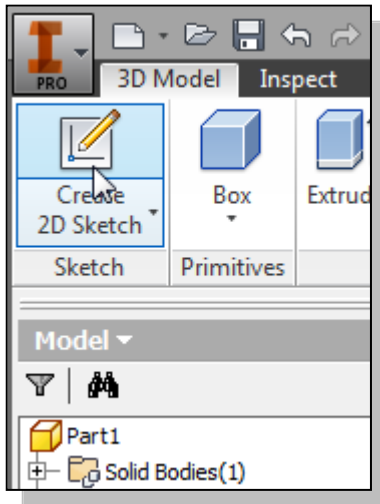 PRO
3D Model Inspect
Create
2D Sketch
Box
Extrud
Sketch
Primitives
Model
Part1
Solid Bodies(1)